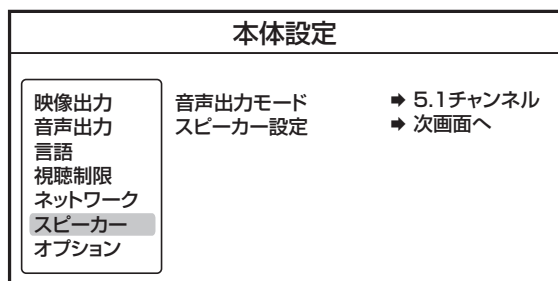 本体設定
映像出力
音声出力
言語
視聴制限
ネットワーク
スピーカー
オプション
音声出力モード ➡ 5.1チャンネル
スピーカー設定 ➡ 次画面へ